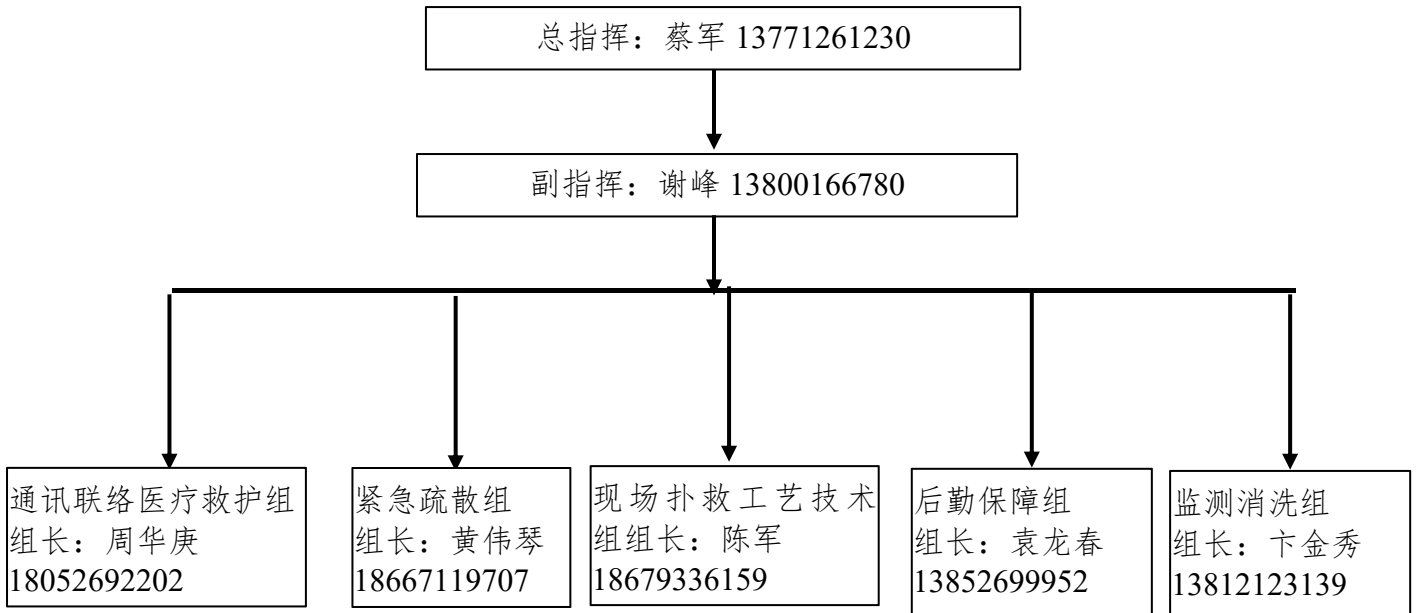 总指挥：蔡军 13771261230
副指挥：谢峰 13800166780
通讯联络医疗救护组
组长：周华庚
18052692202
紧急疏散组
组长：黄伟琴
18667119707
现场扑救工艺技术
组组长：陈军
18679336159
后勤保障组
组长：袁龙春
13852699952
监测消洗组
组长：卞金秀
13812123139